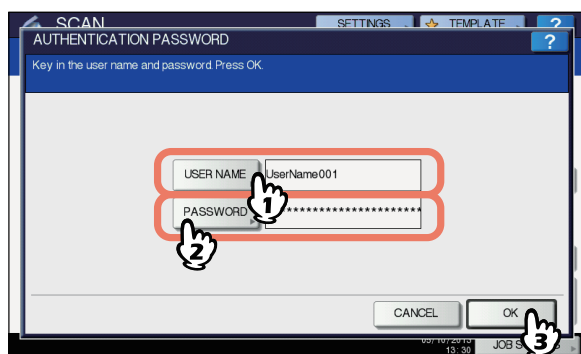 SCAN
SETTINGS
TEMPLATE
?
AUTHENTICATION PASSWORD
?
Key in the user name and password. Press OK.
USER NAME
UserName001
1
PASSWORD
**********************
2
CANCEL
OK
3
13:30
JOB